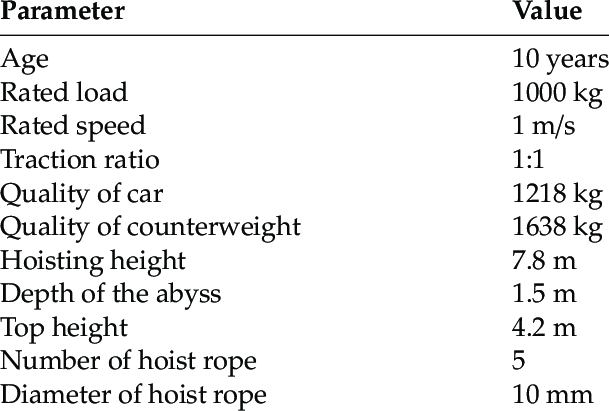 Parameter Value
Age 10 years
Rated load 1000 kg
Rated speed 1 m/s
Traction ratio 1:1
Quality of car 1218 kg
Quality of counterweight 1638 kg
Hoisting height 7.8 m
Depth of the abyss 1.5 m
Top height 4.2 m
Number of hoist rope 5
Diameter of hoist rope 10 mm